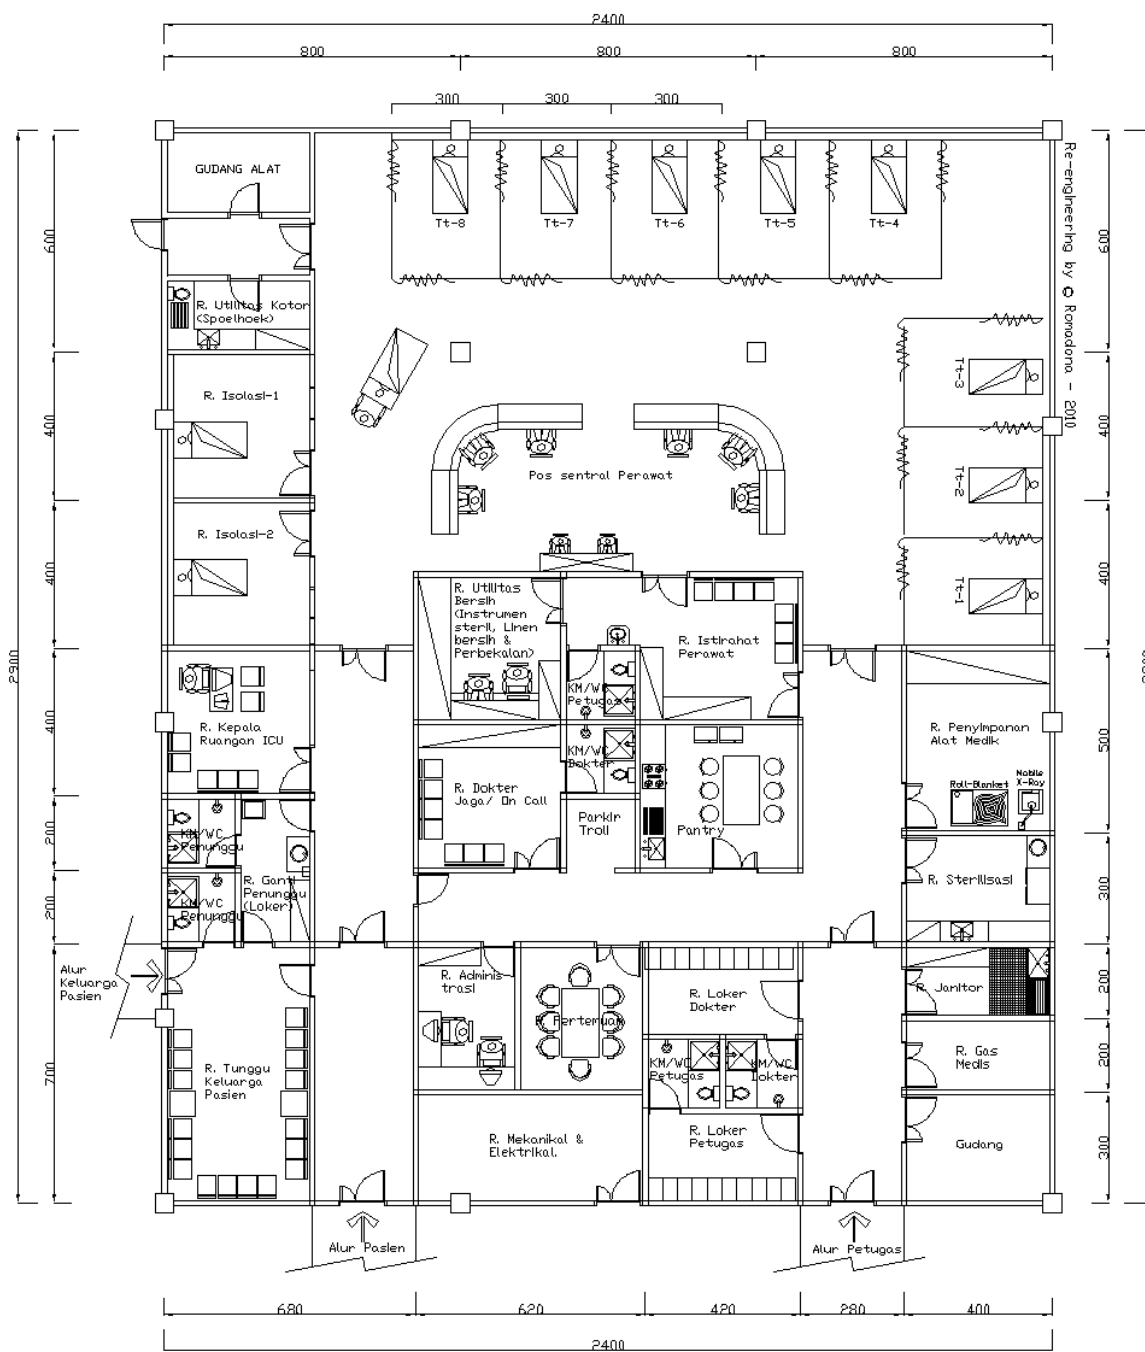 2400
800
800
800
300
300
300
GUDANG ALAT
Tt-8
Tt-7
Tt-6
Tt-5
Tt-4
Re-engineering by © Romadona - 2010
600
600
R. Utilitas Kotor
(Spoelhoek)
R. Isolasi-1
Tt-3
400
400
Pos sentral Perawat
Tt-2
R. Isolasi-2
400
400
Tt-1
R. Utilitas
Bersih
(Instrumen
steril, Linen
bersih &
Perbekalan)
R. Istirahat
Perawat
2300
KM/WC
Petugas
R. Kepala
Ruangan ICU
400
R. Penyimpanan
Alat Medik
500
KM/WC
Dokter
R. Dokter
Jaga/ On Call
Roll-Blanket
Mobile
X-Ray
Parkir
Troli
Pantry
KM/WC
Penunggu
200
R. Ganti
Penunggu
(Loker)
KM/WC
Penunggu
200
R. Sterilisasi
300
Alur
Keluarga
Pasien
R. Adminis
trasi
R. Pertemuan
R. Loker
Dokter
R. Janitor
200
R. Tunggu
Keluarga
Pasien
700
KM/WC
Petugas
KM/WC
Dokter
R. Gas
Medis
200
R. Mekanikal &
Elektrikal.
R. Loker
Petugas
Gudang
300
Alur Pasien
Alur Petugas
680
620
420
280
400
2400